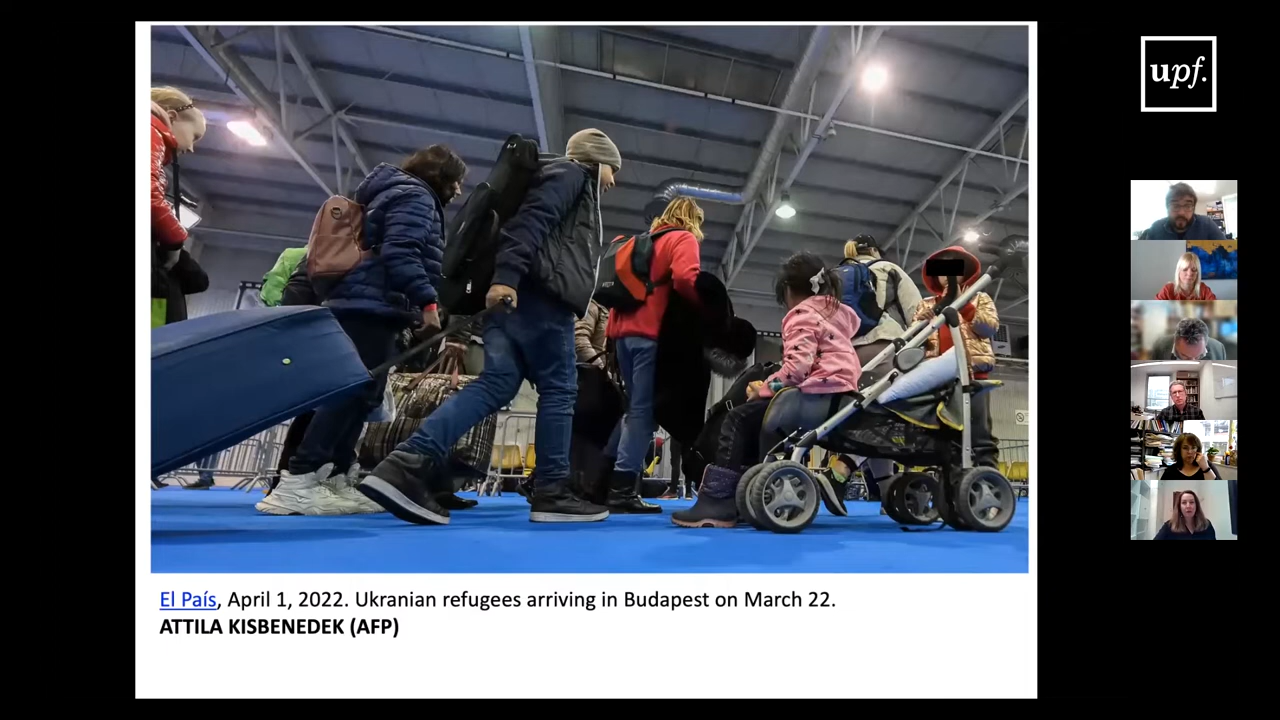 upf.
El País, April 1, 2022. Ukranian refugees arriving in Budapest on March 22.
ATTILA KISBENEDEK (AFP)